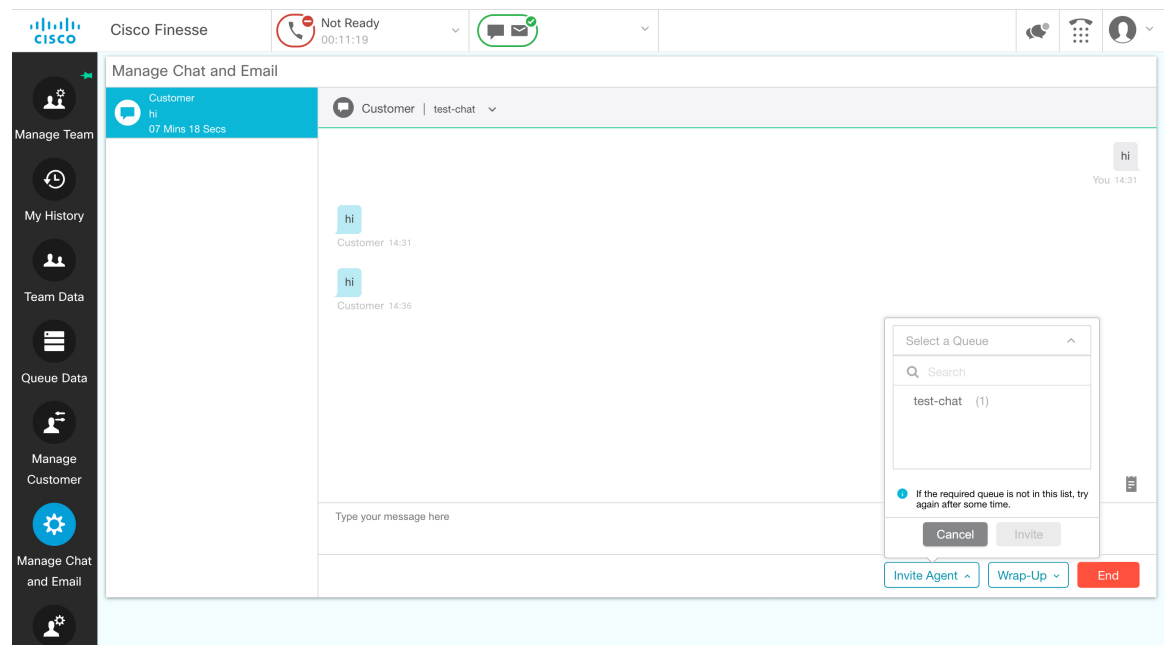 CISCO
Cisco Finesse
Not Ready
00:11:19
Manage Team
My History
Team Data
Queue Data
Manage
Customer
Manage Chat
and Email
Manage Chat and Email
Customer
hi
07 Mins 18 Secs
Customer | test-chat
hi
You 14:31
hi
Customer 14:31
hi
Customer 14:36
Select a Queue
Search
test-chat (1)
If the required queue is not in this list, try
again after some time.
Cancel Invite
Type your message here
Invite Agent Wrap-Up End